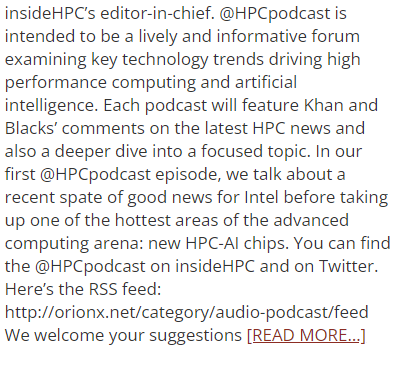 insideHPC’s editor-in-chief. @HPCpodcast is
intended to be a lively and informative forum
examining key technology trends driving high
performance computing and artificial
intelligence. Each podcast will feature Khan and
Blacks’ comments on the latest HPC news and
also a deeper dive into a focused topic. In our
first @HPCpodcast episode, we talk about a
recent spate of good news for Intel before taking
up one of the hottest areas of the advanced
computing arena: new HPC-AI chips. You can find
the @HPCpodcast on insideHPC and on Twitter.
Here’s the RSS feed:
http://orionx.net/category/audio-podcast/feed
We welcome your suggestions [READ MORE…]